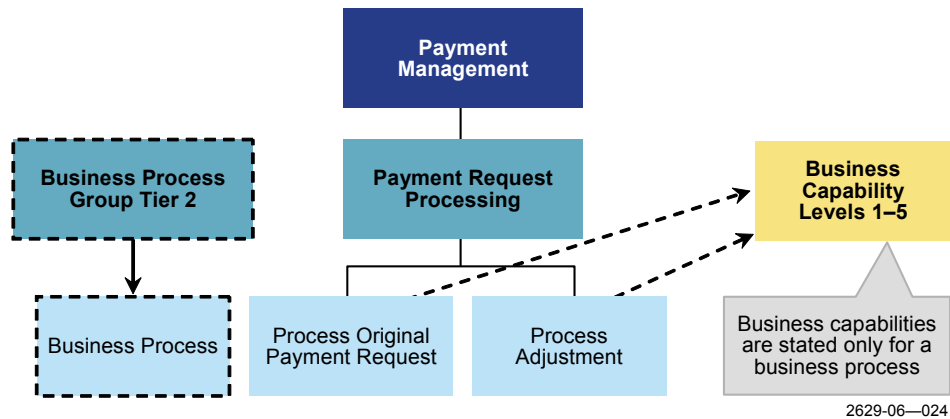 Payment
Management
Business Process
Group Tier 2
Payment Request
Processing
Business
Capability
Levels 1–5
Business Process
Process Original
Payment Request
Process
Adjustment
Business capabilities
are stated only for a
business process
2629-06—024